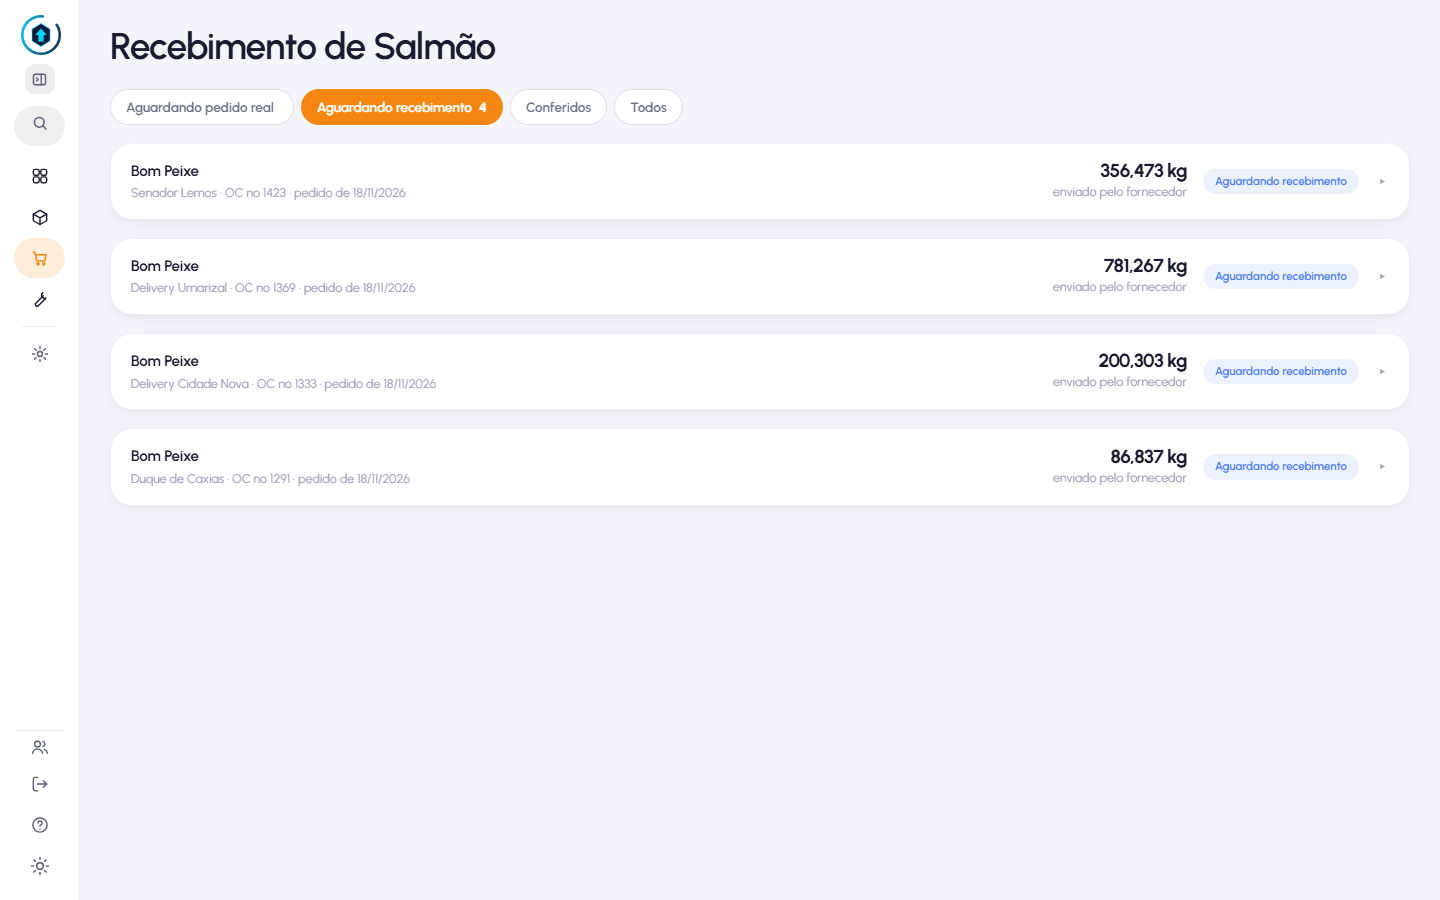 Recebimento de Salmão
Aguardando pedido real Aguardando recebimento 4 Conferidos Todos
Bom Peixe
Senador Lemos · OC no 1423 · pedido de 18/11/2026
356,473 kg
enviado pelo fornecedor
Aguardando recebimento
Bom Peixe
Delivery Umarizal · OC no 1369 · pedido de 18/11/2026
781,267 kg
enviado pelo fornecedor
Aguardando recebimento
Bom Peixe
Delivery Cidade Nova · OC no 1333 · pedido de 18/11/2026
200,303 kg
enviado pelo fornecedor
Aguardando recebimento
Bom Peixe
Duque de Caxias · OC no 1291 · pedido de 18/11/2026
86,837 kg
enviado pelo fornecedor
Aguardando recebimento